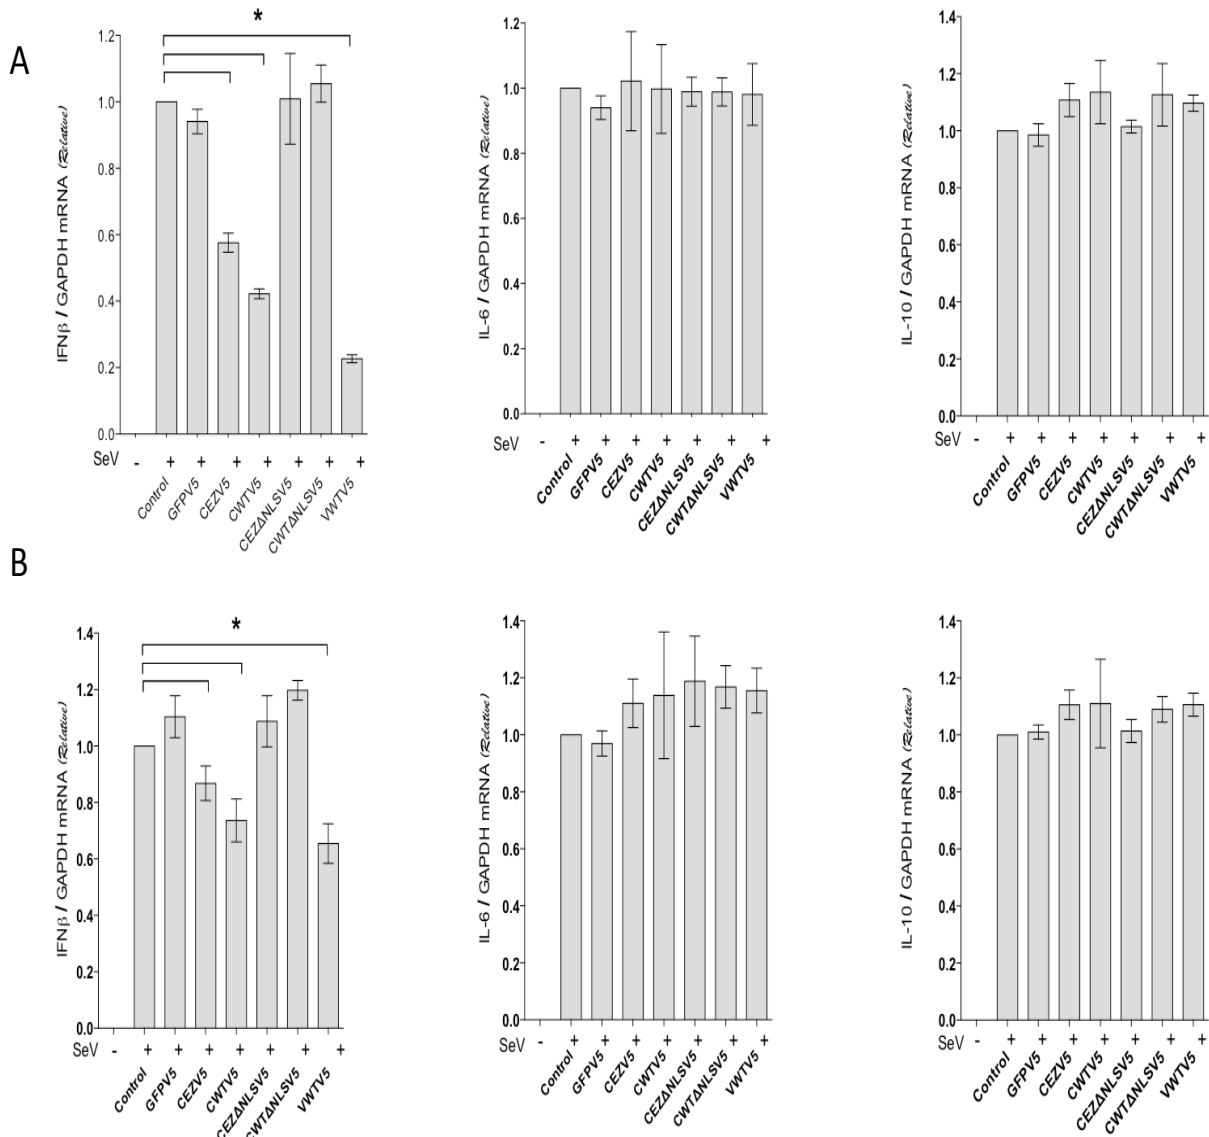 A
IFNβ / GAPDH mRNA (Relative)
*
1.2
1.0
0.8
0.6
0.4
0.2
0.0
SeV - + + + + + + +
Control
GFPV5
CEZV5
CWTV5
CEZΔNLSV5
CWTΔNLSV5
VWTV5
IL-6 / GAPDH mRNA (Relative)
1.2
1.0
0.8
0.6
0.4
0.2
0.0
SeV - + + + + + + +
Control
GFPV5
CEZV5
CWTV5
CEZΔNLSV5
CWTΔNLSV5
VWTV5
IL-10 / GAPDH mRNA (Relative)
1.4
1.2
1.0
0.8
0.6
0.4
0.2
0.0
SeV - + + + + + + +
Control
GFPV5
CEZV5
CWTV5
CEZΔNLSV5
CWTΔNLSV5
VWTV5
B
IFNβ / GAPDH mRNA (Relative)
*
1.4
1.2
1.0
0.8
0.6
0.4
0.2
0.0
SeV - + + + + + + +
Control
GFPV5
CEZV5
CWTV5
CEZΔNLSV5
CWTΔNLSV5
VWTV5
IL-6 / GAPDH mRNA (Relative)
1.4
1.2
1.0
0.8
0.6
0.4
0.2
0.0
SeV - + + + + + + +
Control
GFPV5
CEZV5
CWTV5
CEZΔNLSV5
CWTΔNLSV5
VWTV5
IL-10 / GAPDH mRNA (Relative)
1.4
1.2
1.0
0.8
0.6
0.4
0.2
0.0
SeV - + + + + + + +
Control
GFPV5
CEZV5
CWTV5
CEZΔNLSV5
CWTΔNLSV5
VWTV5